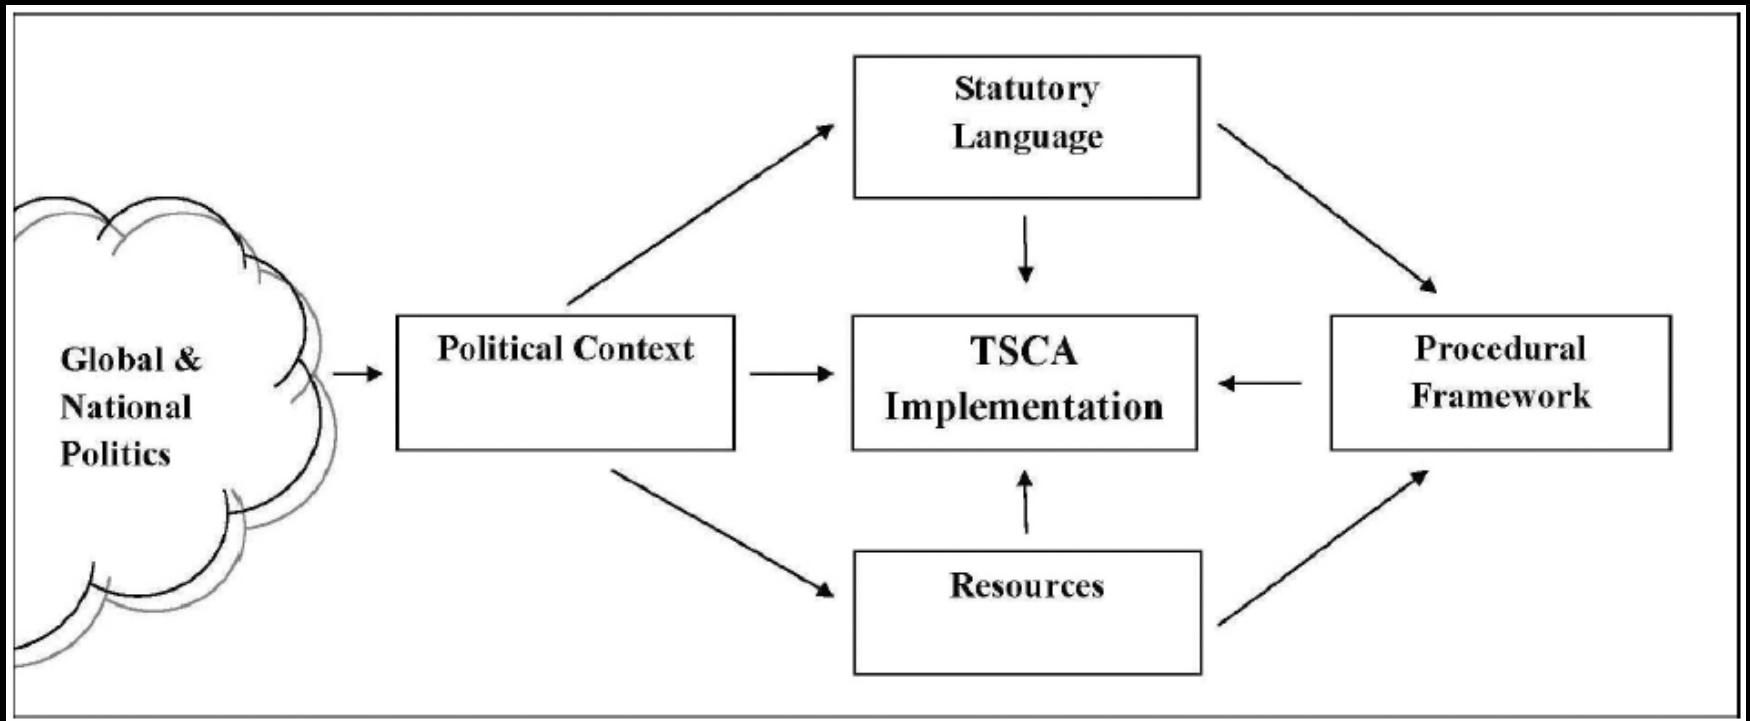 Statutory
Language
Global &
National
Politics
Political Context
TSCA
Implementation
Procedural
Framework
Resources